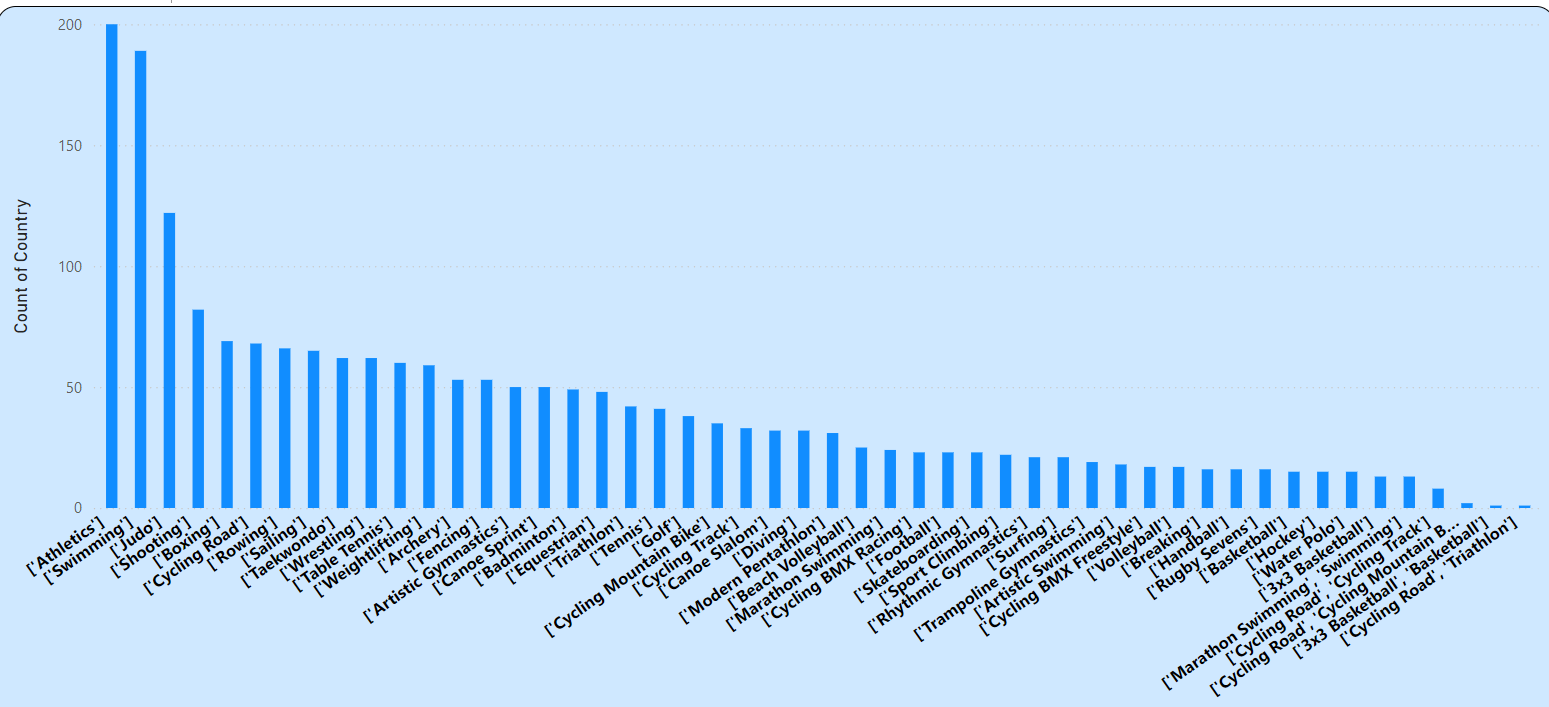 200
150
100
50
0
Count of Country
['Athletics']
['Swimming']
['Judo']
['Shooting']
['Boxing']
['Cycling Road']
['Rowing']
['Sailing']
['Taekwondo']
['Wrestling']
['Table Tennis']
['Weightlifting']
['Archery']
['Fencing']
['Artistic Gymnastics']
['Canoe Sprint']
['Badminton']
['Equestrian']
['Triathlon']
['Tennis']
['Golf']
['Cycling Mountain Bike']
['Cycling Track']
['Canoe Slalom']
['Diving']
['Modern Pentathlon']
['Beach Volleyball']
['Marathon Swimming']
['Cycling BMX Racing']
['Football']
['Skateboarding']
['Sport Climbing']
['Rhythmic Gymnastics']
['Surfing']
['Trampoline Gymnastics']
['Artistic Swimming']
['Cycling BMX Freestyle']
['Volleyball']
['Breaking']
['Handball']
['Rugby Sevens']
['Basketball']
['Hockey']
['Water Polo']
['3x3 Basketball']
['Marathon Swimming', 'Swimming']
['Cycling Road', 'Cycling Track']
['Cycling Road', 'Cycling Mountain B...
['3x3 Basketball', 'Basketball']
['Cycling Road', 'Triathlon']